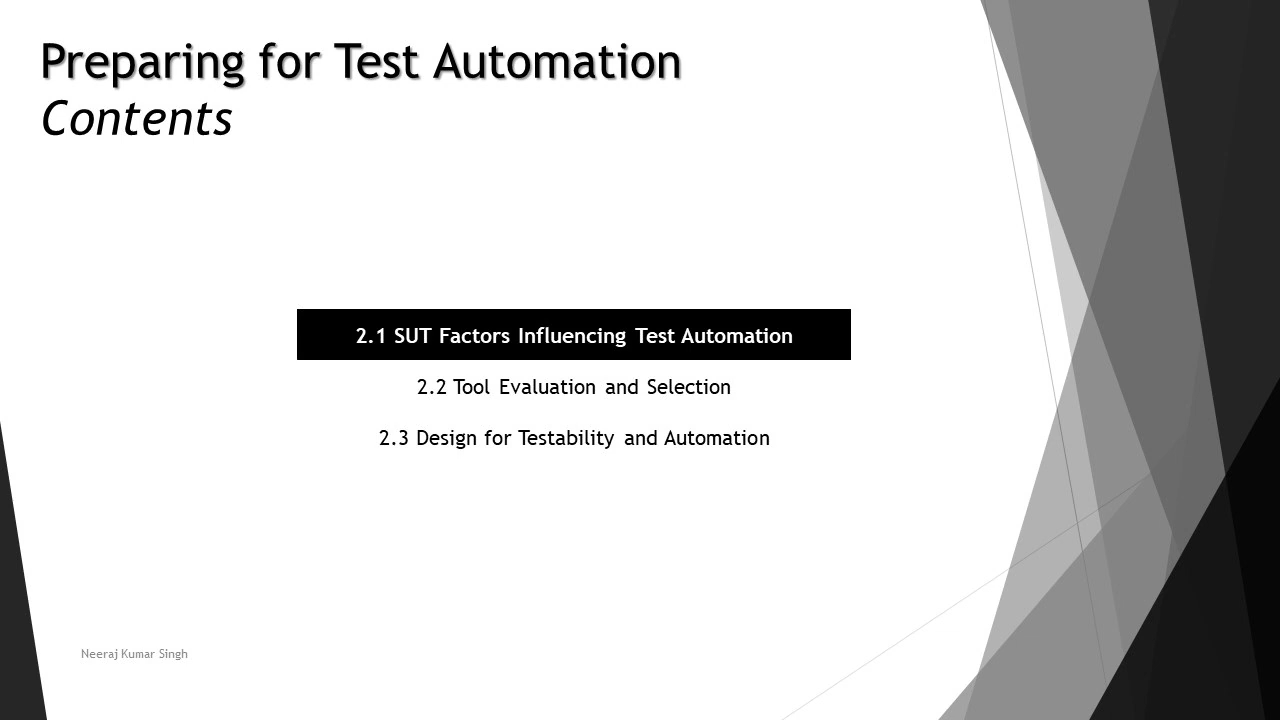 Preparing for Test Automation
Contents
2.1 SUT Factors Influencing Test Automation
2.2 Tool Evaluation and Selection
2.3 Design for Testability and Automation
Neeraj Kumar Singh